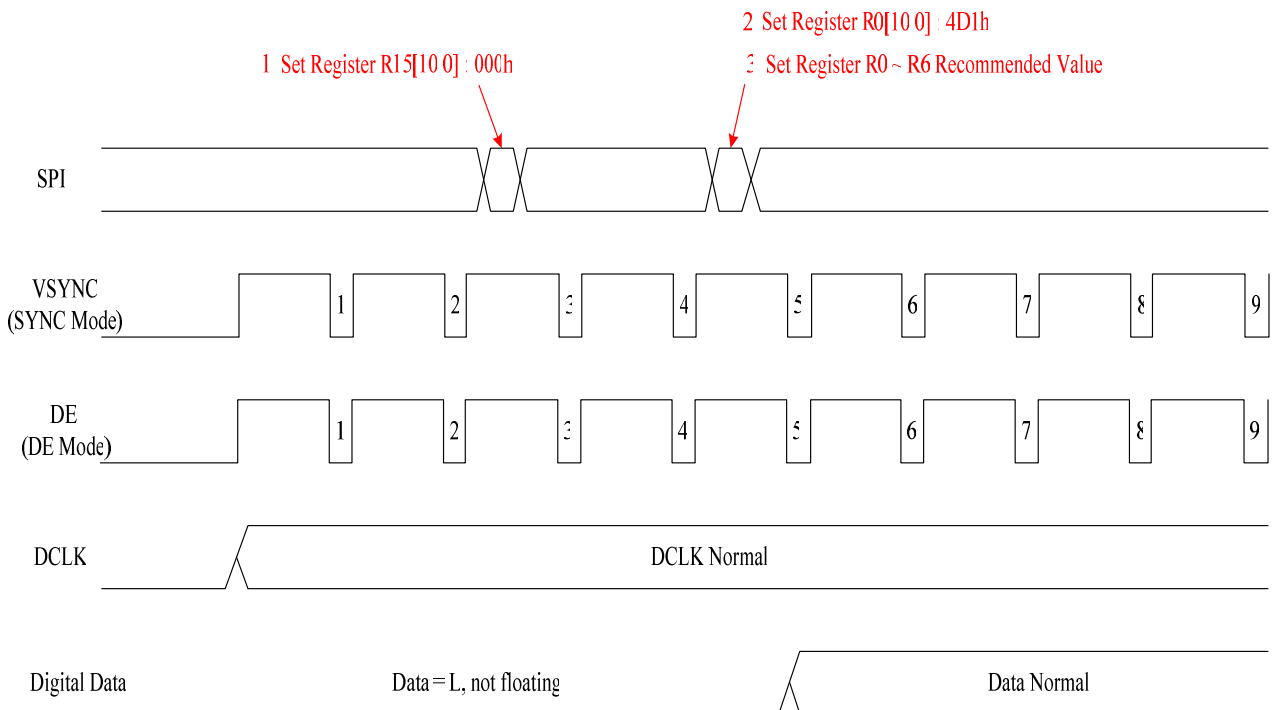 2 Set Register R0[10 0] : 4D1h
1 Set Register R15[10 0] : 000h
3 Set Register R0 ~ R6 Recommended Value
SPI
VSYNC
(SYNC Mode)
1 2 3 4 5 6 7 8 9
DE
(DE Mode)
1 2 3 4 5 6 7 8 9
DCLK
DCLK Normal
Digital Data
Data = L, not floating
Data Normal